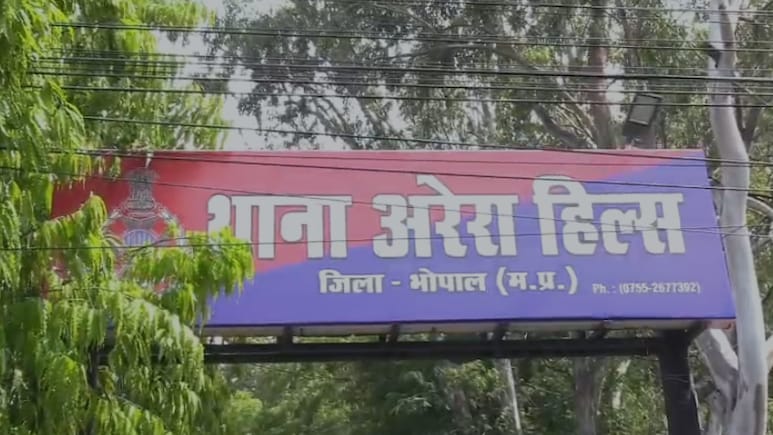 थाना अरेरा हिल्स
जिला - भोपाल (म.प्र.) Ph. : (0755-2677392)